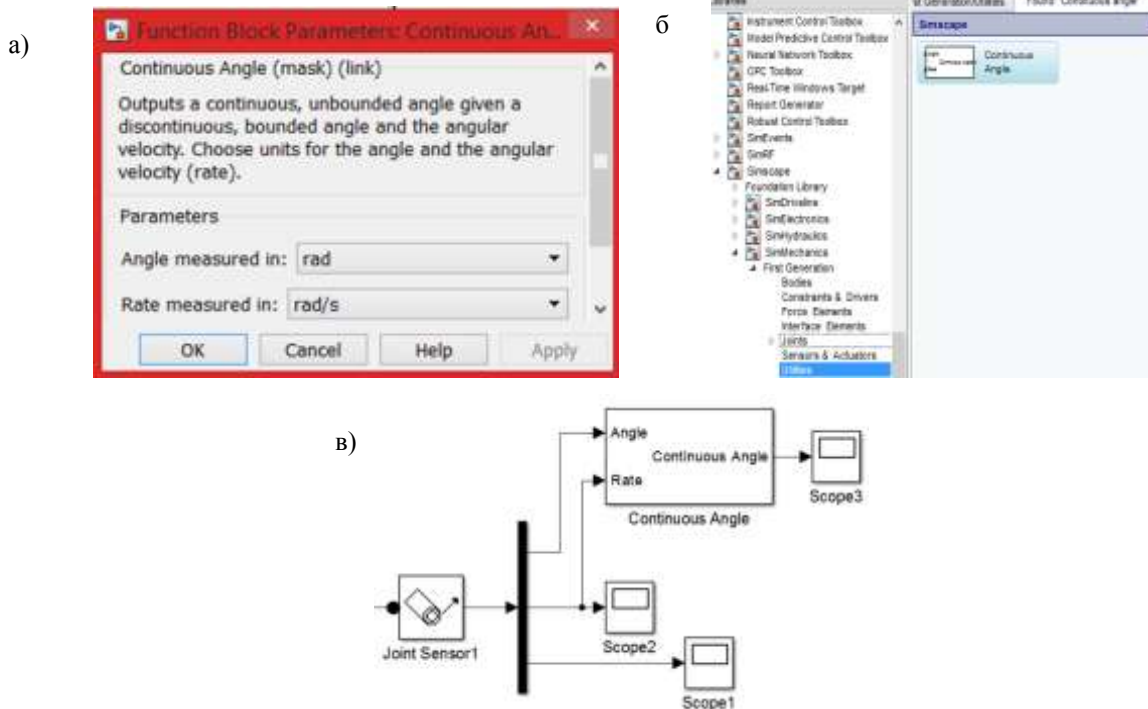 а)
Function Block Parameters: Continuous An...
Continuous Angle (mask) (link)
Outputs a continuous, unbounded angle given a
discontinuous, bounded angle and the angular
velocity. Choose units for the angle and the angular
velocity (rate).
Parameters
Angle measured in: rad
Rate measured in: rad/s
OK Cancel Help Apply
б
Instrument Control Toolbox
Model Predictive Control Toolbox
Neural Network Toolbox
OPC Toolbox
Real-Time Windows Target
Report Generator
Robust Control Toolbox
SimEvents
SimRF
Simscape
Foundation Library
SimDriveline
SimElectronics
SimHydraulics
SimMechanics
First Generation
Bodies
Constraints & Drivers
Force Elements
Interface Elements
Joints
Sensors & Actuators
Utilities
Simscape
Continuous
Angle
в)
Angle
Continuous Angle
Rate
Continuous Angle
Scope3
Joint Sensor1
Scope2
Scope1